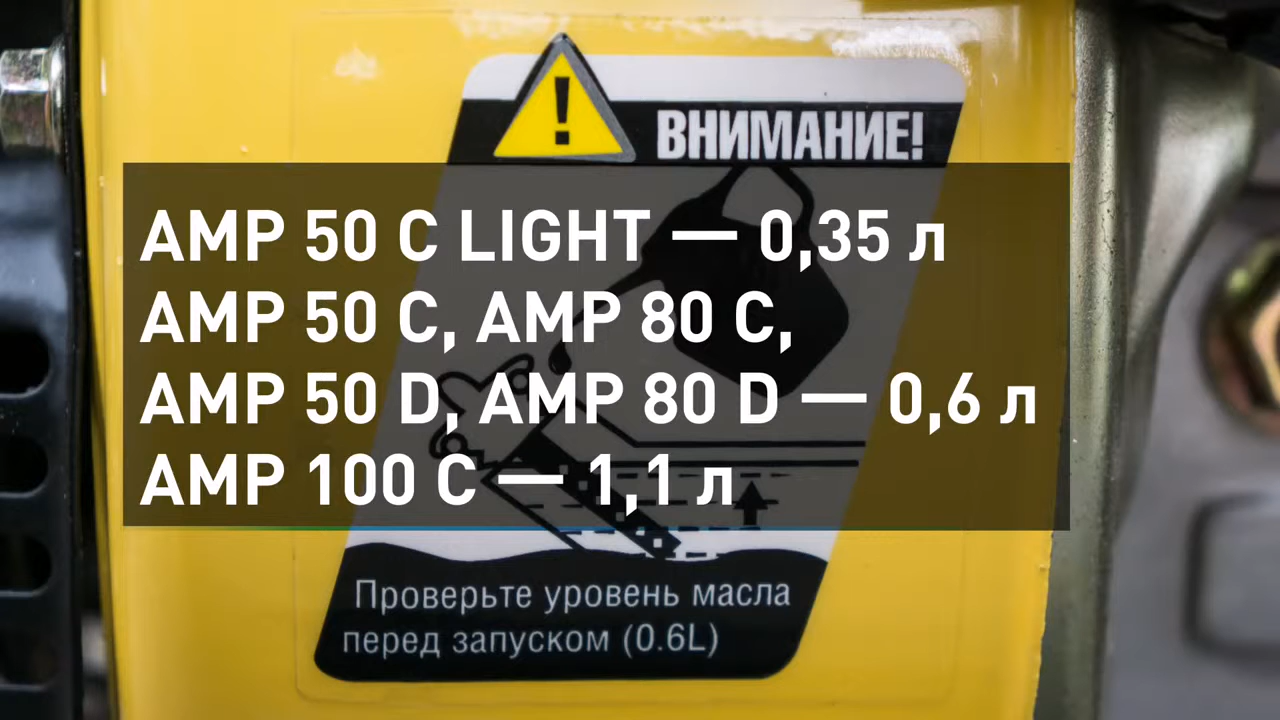 ВНИМАНИЕ!
AMP 50 C LIGHT — 0,35 л
AMP 50 C, AMP 80 C,
AMP 50 D, AMP 80 D — 0,6 л
AMP 100 C — 1,1 л
Проверьте уровень масла
перед запуском (0.6L)